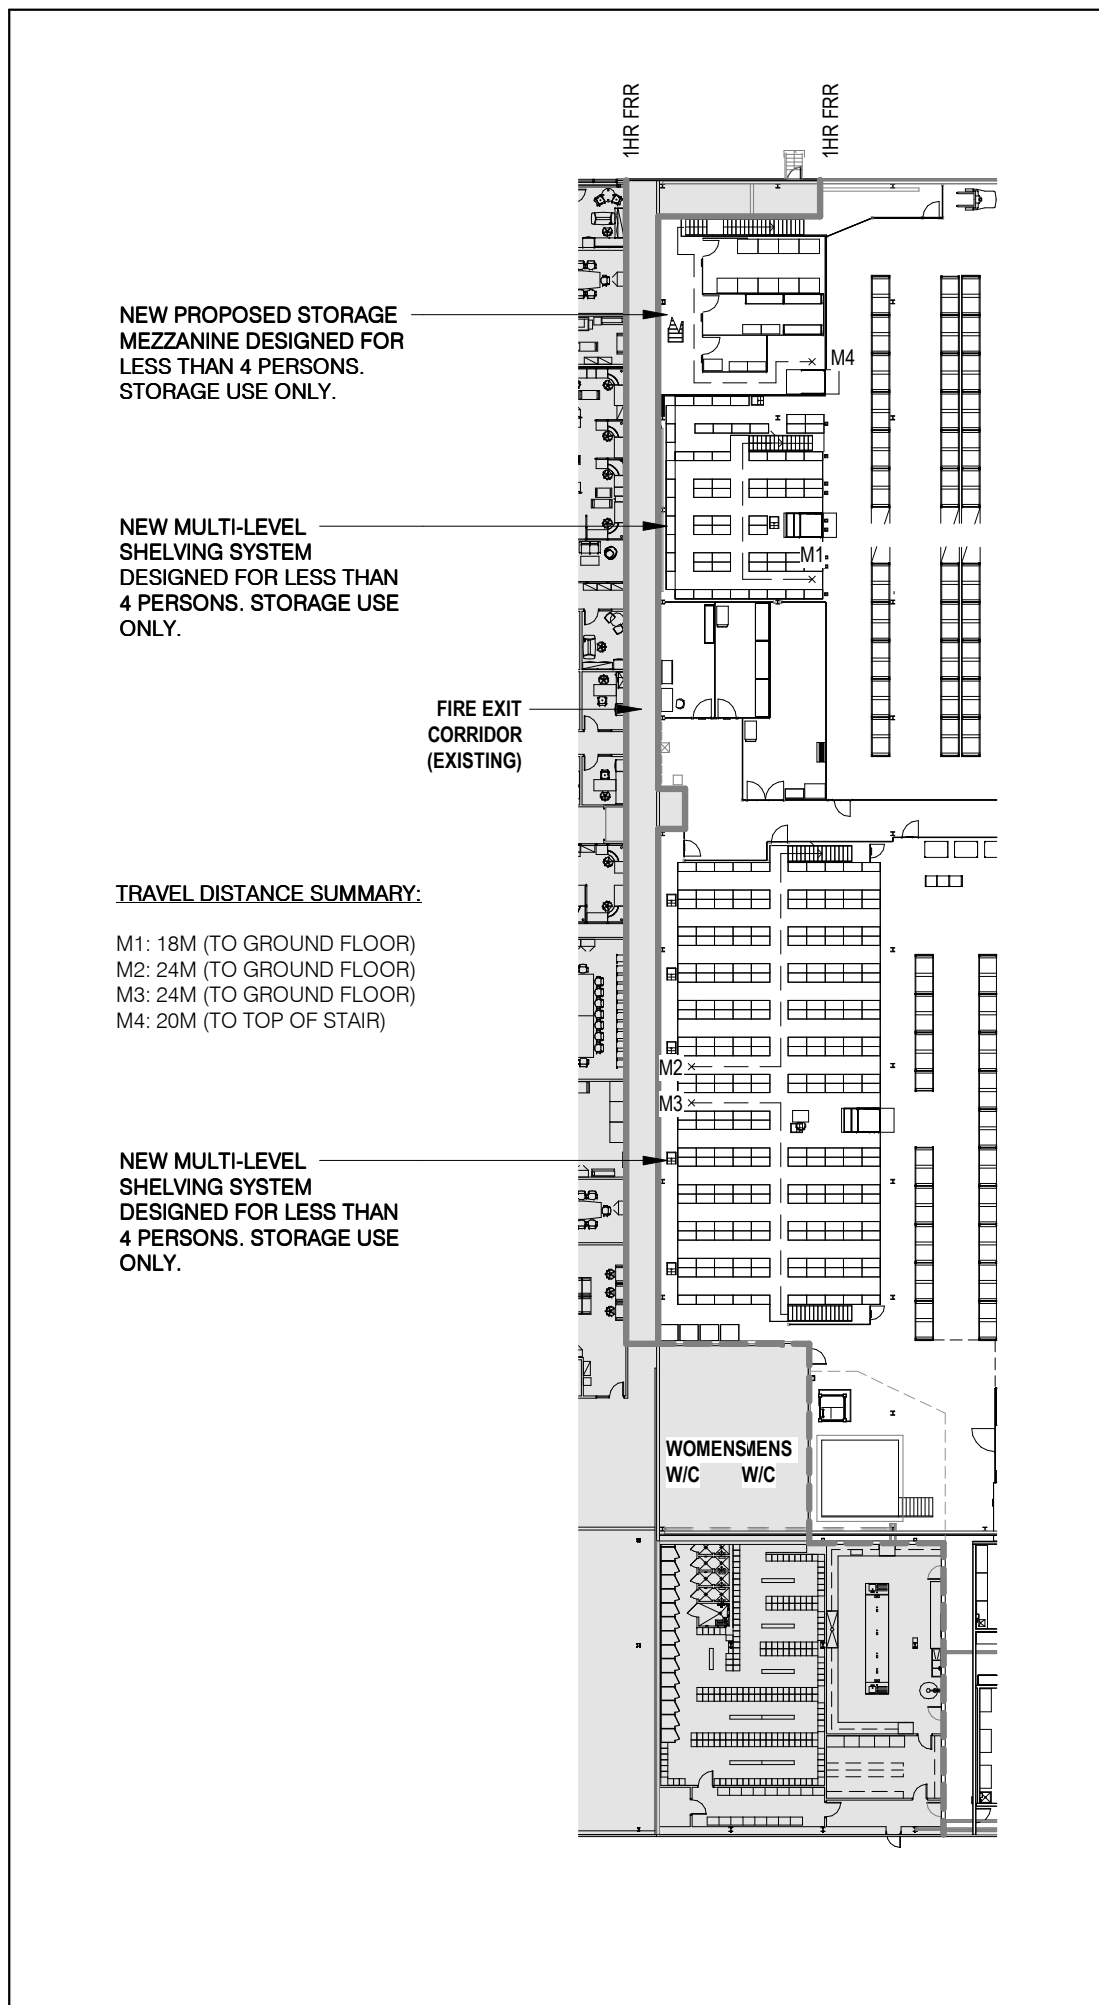 1HR FRR
1HR FRR
NEW PROPOSED STORAGE
MEZZANINE DESIGNED FOR
LESS THAN 4 PERSONS.
STORAGE USE ONLY.
M4
NEW MULTI-LEVEL
SHELVING SYSTEM
DESIGNED FOR LESS THAN
4 PERSONS. STORAGE USE
ONLY.
M1
FIRE EXIT
CORRIDOR
(EXISTING)
TRAVEL DISTANCE SUMMARY:
M1: 18M (TO GROUND FLOOR)
M2: 24M (TO GROUND FLOOR)
M3: 24M (TO GROUND FLOOR)
M4: 20M (TO TOP OF STAIR)
M2
M3
NEW MULTI-LEVEL
SHELVING SYSTEM
DESIGNED FOR LESS THAN
4 PERSONS. STORAGE USE
ONLY.
WOMENS
W/C
MENS
W/C